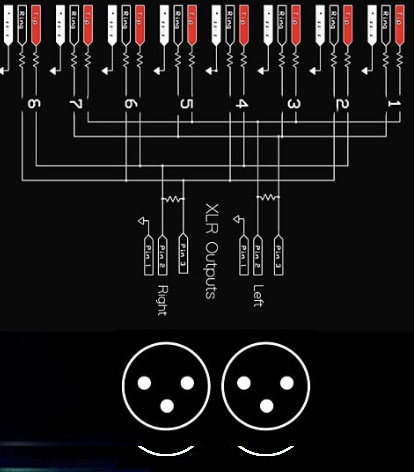 Ring Tip Ring Tip Ring Tip Ring Tip Ring Tip Ring Tip Ring Tip Ring Tip
8 7 6 5 4 3 2 1
XLR Outputs
Pin 1 Pin 2 Pin 3 Pin 1 Pin 2 Pin 3
Right Left